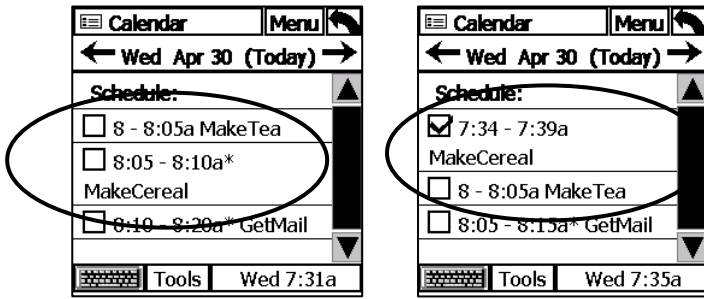 Calendar Menu
Wed Apr 30 (Today)
Schedule:
8 - 8:05a MakeTea
8:05 - 8:10a*
MakeCereal
8:10 - 8:20a* GetMail
Tools Wed 7:31a
Calendar Menu
Wed Apr 30 (Today)
Schedule:
7:34 - 7:39a
MakeCereal
8 - 8:05a MakeTea
8:05 - 8:15a* GetMail
Tools Wed 7:35a